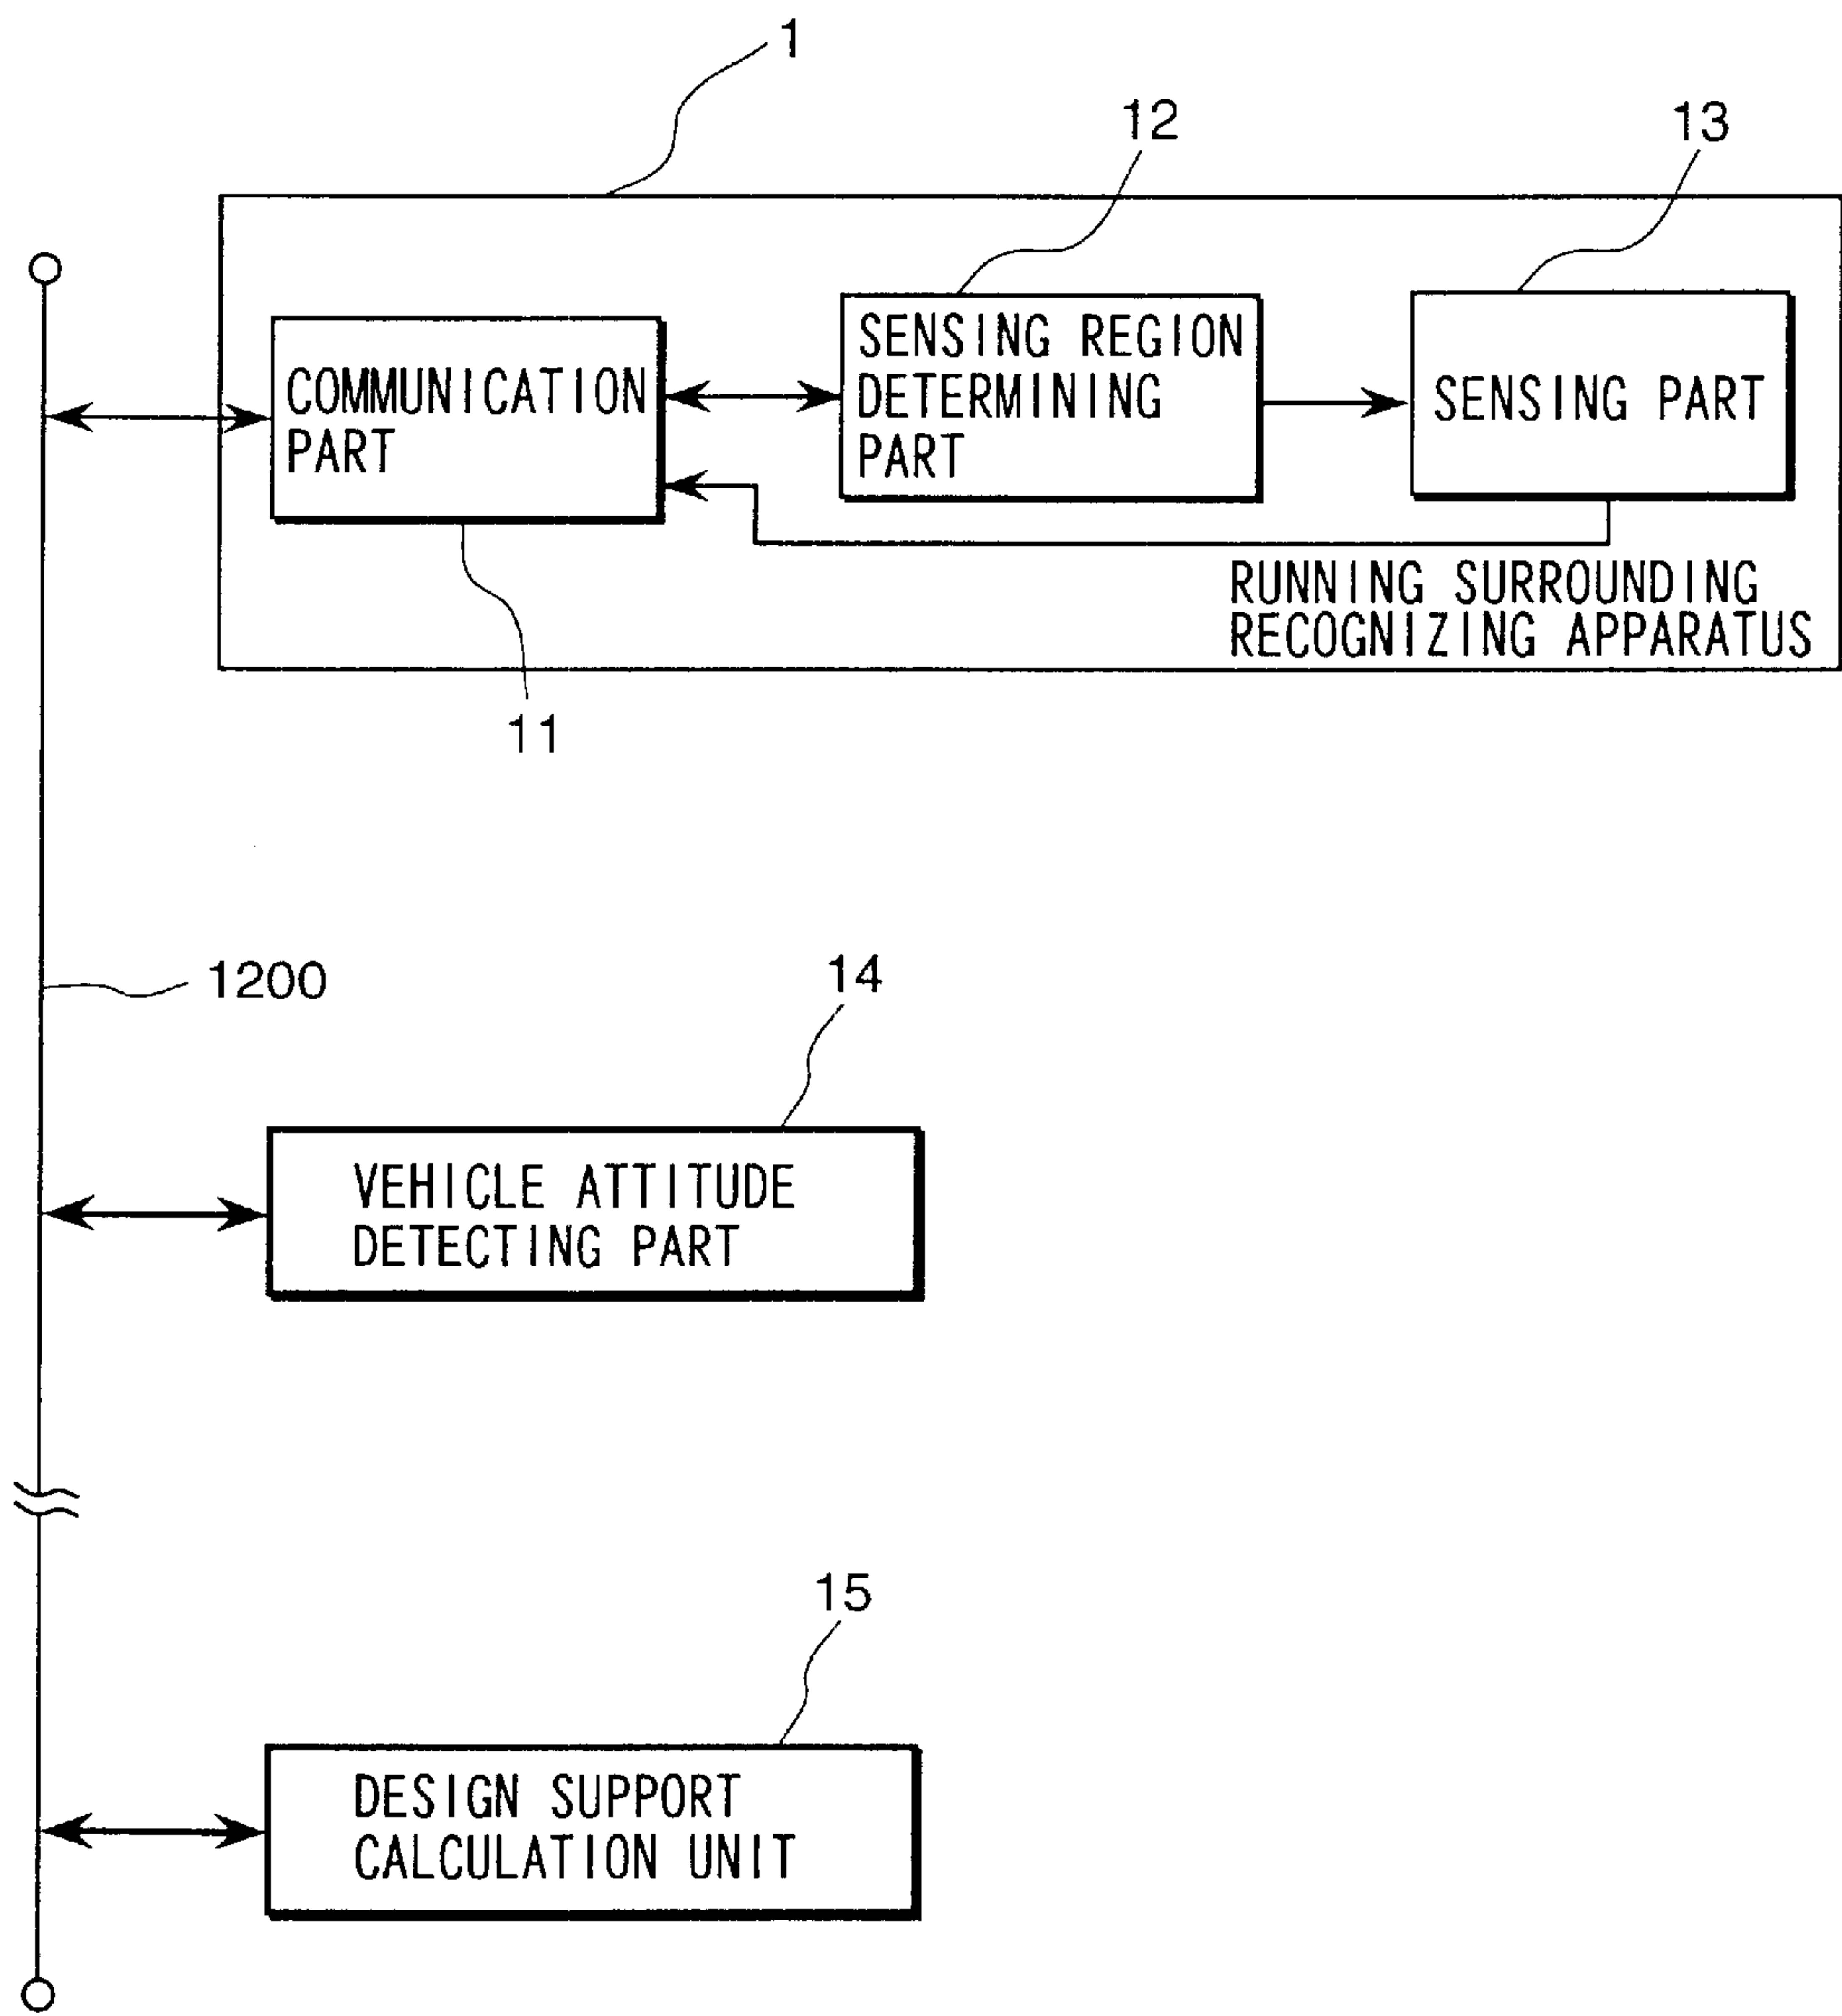 1
12
13
COMMUNICATION
PART
SENSING REGION
DETERMINING
PART
SENSING PART
RUNNING SURROUNDING
RECOGNIZING APPARATUS
11
1200
14
VEHICLE ATTITUDE
DETECTING PART
15
DESIGN SUPPORT
CALCULATION UNIT